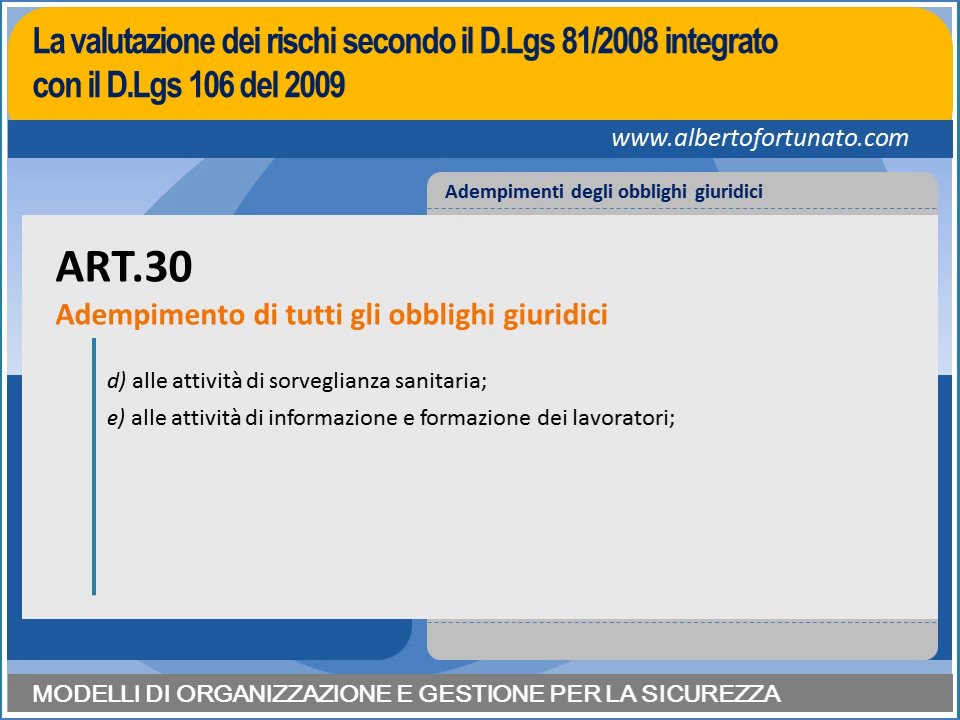 La valutazione dei rischi secondo il D.Lgs 81/2008 integrato
con il D.Lgs 106 del 2009
www.albertofortunato.com
Adempimenti degli obblighi giuridici
ART.30
Adempimento di tutti gli obblighi giuridici
d) alle attività di sorveglianza sanitaria;
e) alle attività di informazione e formazione dei lavoratori;
MODELLI DI ORGANIZZAZIONE E GESTIONE PER LA SICUREZZA